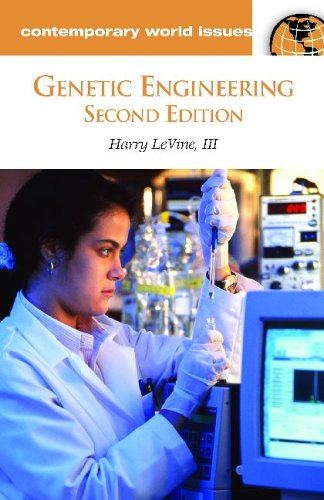 contemporary world issues
GENETIC ENGINEERING
SECOND EDITION
Harry LeVine, III